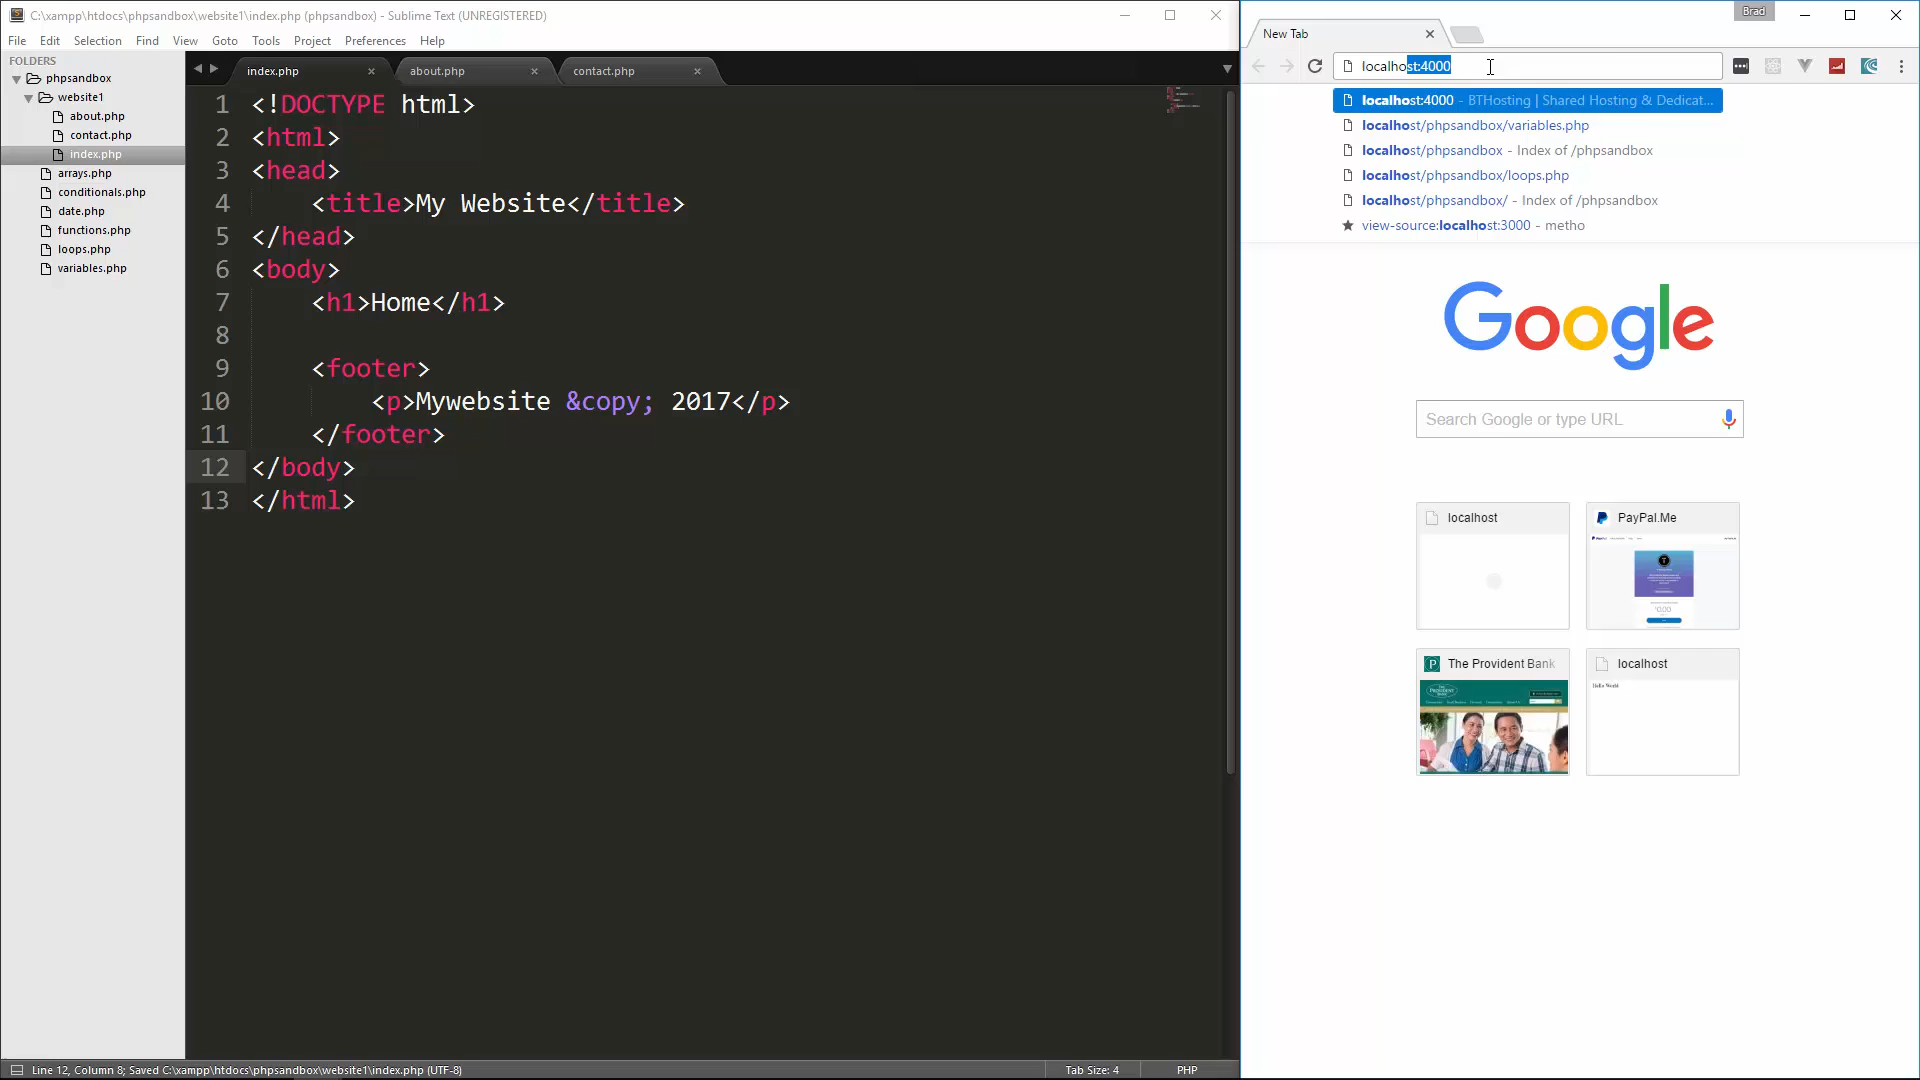 C:\xampp\htdocs\phpsandbox\website1\index.php (phpsandbox) - Sublime Text (UNREGISTERED)
File Edit Selection Find View Goto Tools Project Preferences Help
FOLDERS
phpsandbox
website1
about.php
contact.php
index.php
arrays.php
conditionals.php
date.php
functions.php
loops.php
variables.php
index.php about.php contact.php
1 <!DOCTYPE html>
2 <html>
3 <head>
4 <title>My Website</title>
5 </head>
6 <body>
7 <h1>Home</h1>
8
9 <footer>
10 <p>Mywebsite &copy; 2017</p>
11 </footer>
12 </body>
13 </html>
Line 12, Column 8; Saved C:\xampp\htdocs\phpsandbox\website1\index.php (UTF-8) Tab Size: 4 PHP
Brad
New Tab
localhost:4000
localhost:4000 - BTHosting | Shared Hosting & Dedicat...
localhost/phpsandbox/variables.php
localhost/phpsandbox - Index of /phpsandbox
localhost/phpsandbox/loops.php
localhost/phpsandbox/ - Index of /phpsandbox
view-source:localhost:3000 - metho
Google
Search Google or type URL
localhost
PayPal.Me
The Provident Bank
localhost
Hello World